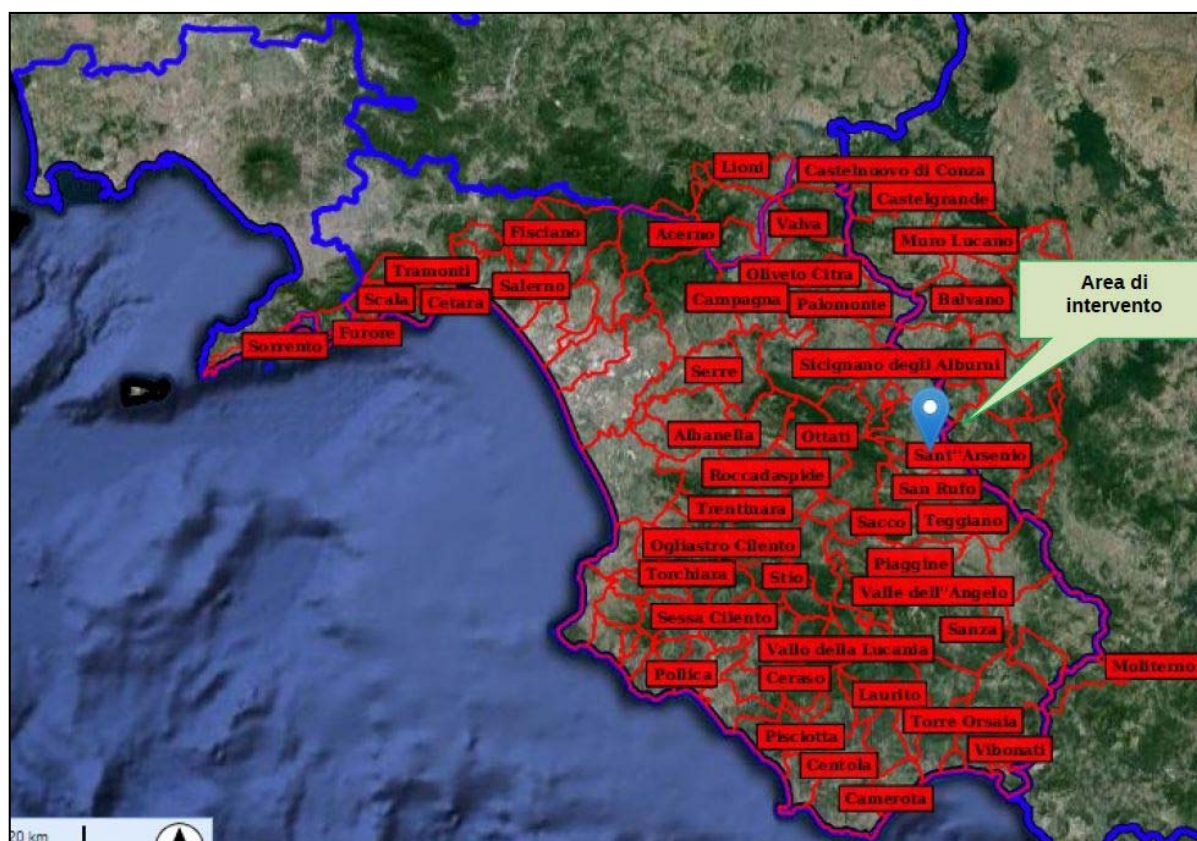 Lioni
Castelnuovo di Conza
Castelgrande
Valva
Fisciano
Acerno
Muro Lucano
Tramonti
Oliveto Citra
Area di
intervento
Salerno
Scala
Cetara
Campagna
Palomonte
Balvano
Furore
Sorrento
Sicignano degli Alburni
Serre
Albanella
Ottati
Sant''Arsenio
Roccadaspide
San Rufo
Trentinara
Sacco
Teggiano
Ogliastro Cilento
Piaggine
Torchiara
Stio
Valle dell''Angelo
Sessa Cilento
Sanza
Vallo della Lucania
Moliterno
Pollica
Ceraso
Laurito
Torre Orsaia
Pisciotta
Vibonati
Centola
Camerota
20 km